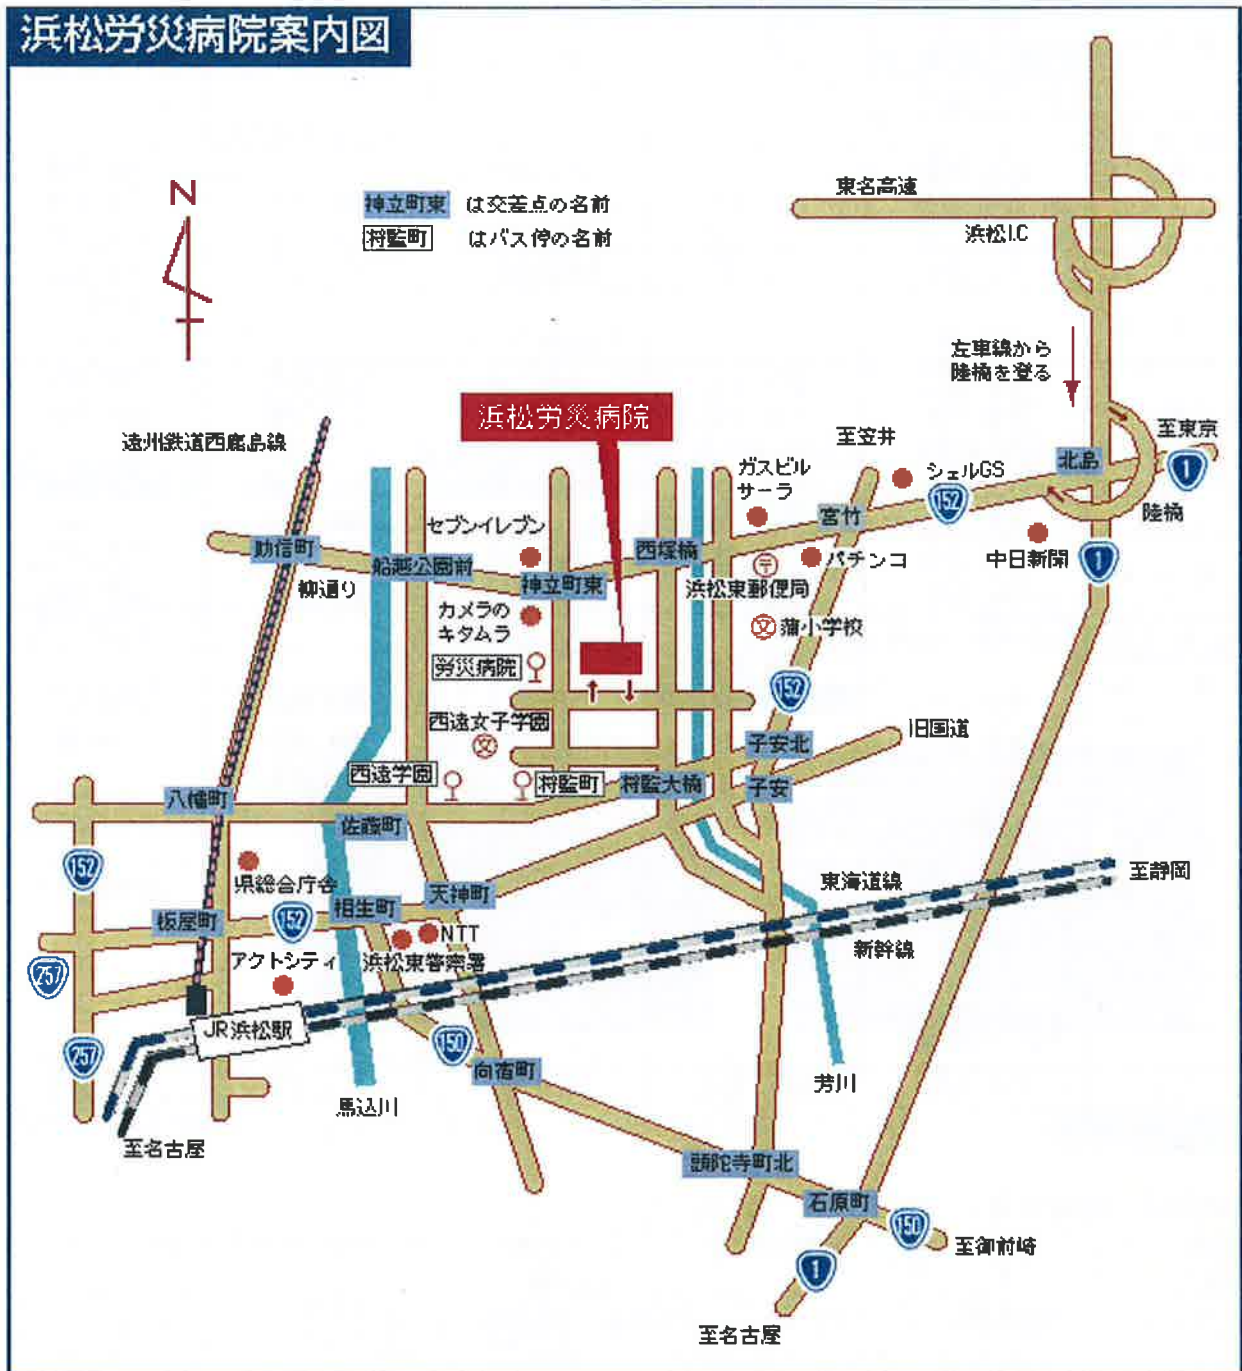 浜松労災病院案内図
N
神立町東 は交差点の名前
将監町 はバス停の名前
東名高速
浜松I.C
左車線から
陸橋を登る
浜松労災病院
遠州鉄道西鹿島線
至笠井
至東京
ガスビル
サーラ
シェルGS
北島
1
152
セブンイレブン
宮竹
陸橋
助信町
船越公園前
西塚橋
パチンコ
中日新聞
1
柳通り
神立町東
浜松東郵便局
カメラの
キタムラ
蒲小学校
労災病院
152
西遠女子学園
子安北
旧国道
西遠学園
将監町
将監大橋
子安
八幡町
佐藤町
152
県総合庁舎
天神町
東海道線
至静岡
板屋町
152
相生町
NTT
新幹線
257
アクトシティ
浜松東警察署
JR浜松駅
257
150
向宿町
芳川
馬込川
至名古屋
頭陀寺町北
石原町
150
至御前崎
1
至名古屋